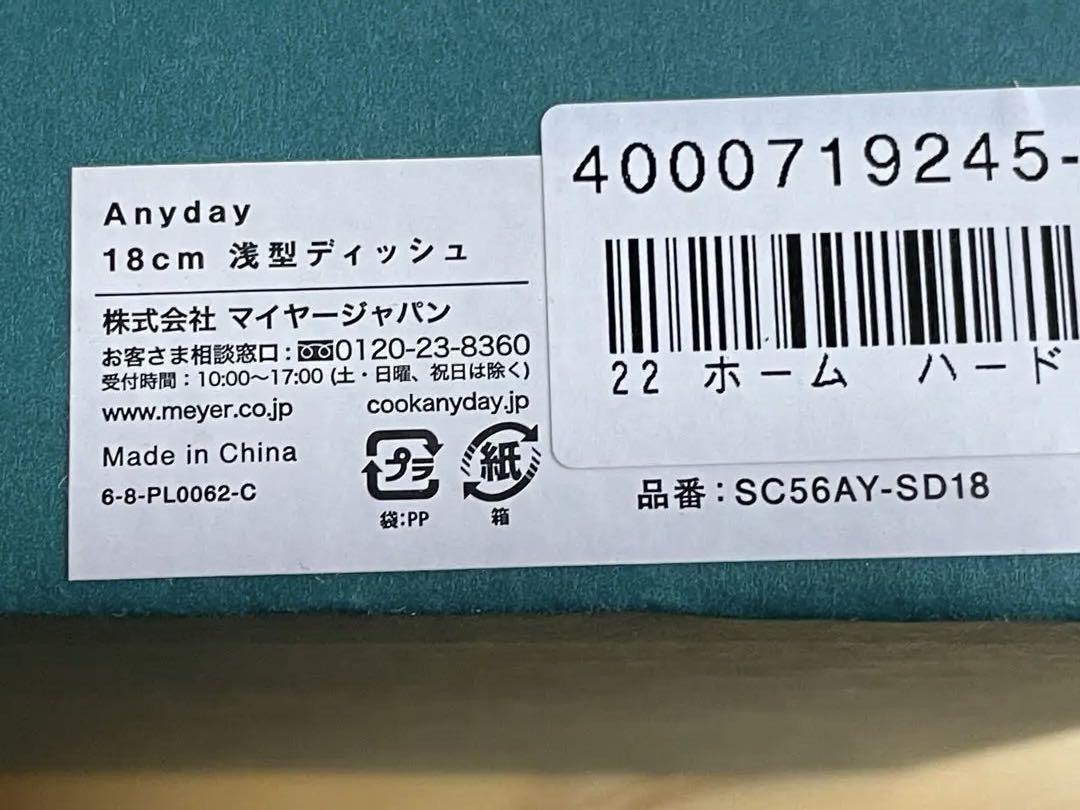 Anyday
18cm 浅型ディッシュ
株式会社 マイヤージャパン
お客さま相談窓口:0120-23-8360
受付時間:10:00〜17:00 (土・日曜、祝日は除く)
www.meyer.co.jp cookanyday.jp
Made in China
6-8-PL0062-C
プラ
袋:PP
紙
箱
4000719245-
22 ホーム ハード
品番:SC56AY-SD18